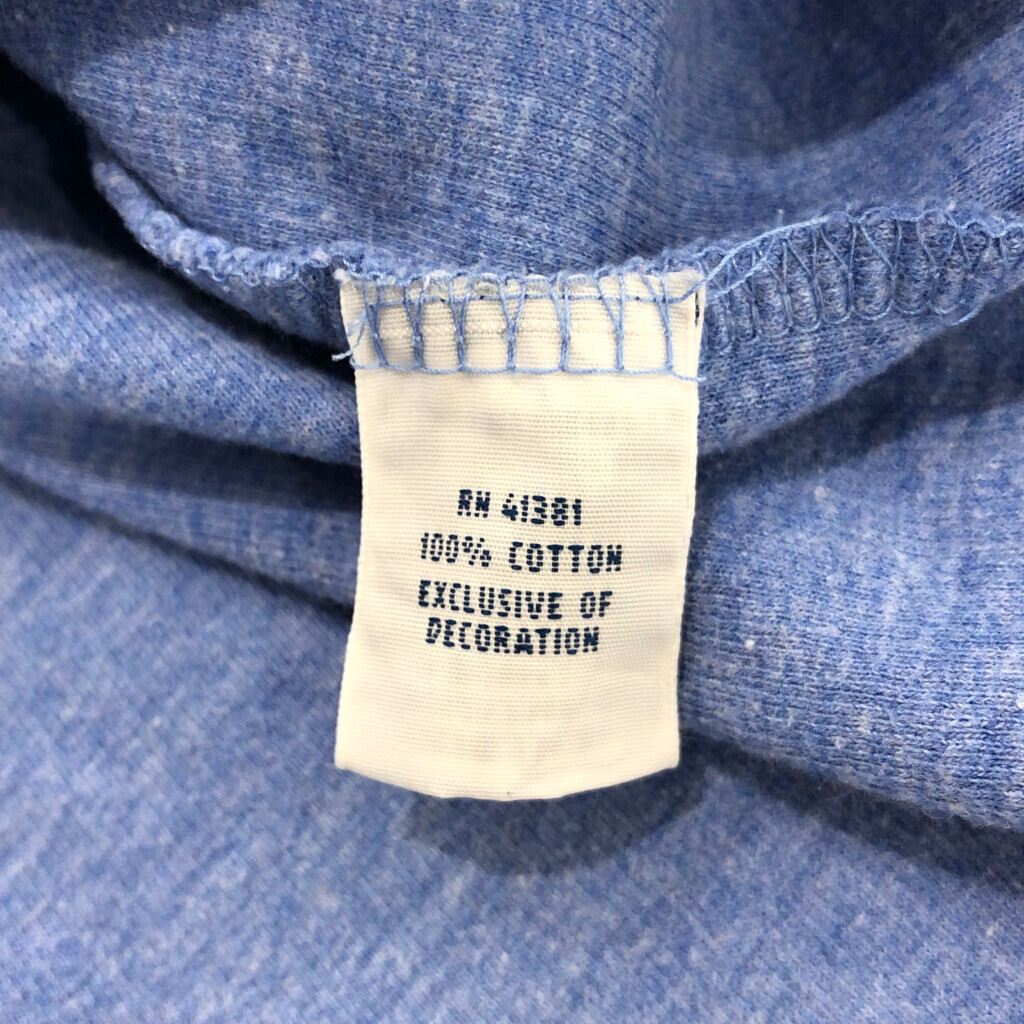 RN 41381
100% COTTON
EXCLUSIVE OF
DECORATION